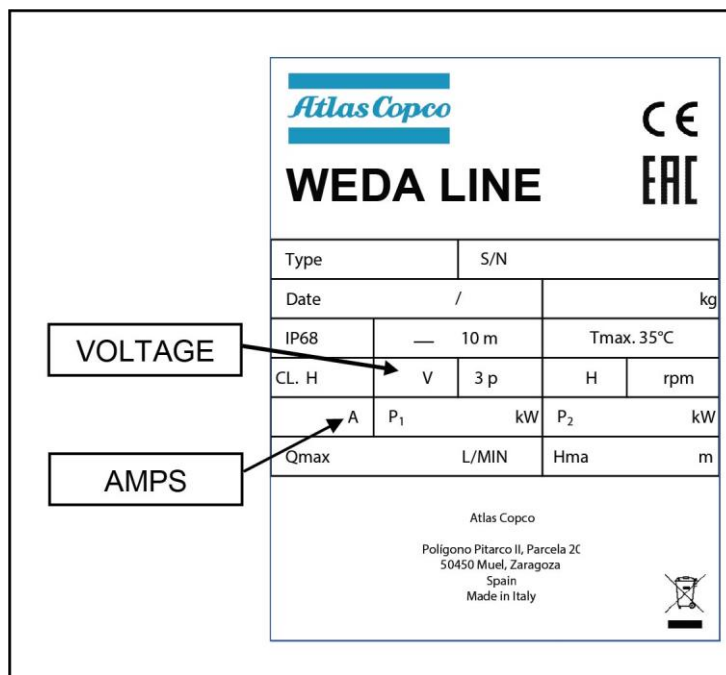 Atlas Copco
CE
WEDA LINE
EAC
Type S/N
Date / kg
IP68 — 10 m Tmax. 35°C
VOLTAGE
CL. H V 3 p H rpm
A P₁ kW P₂ kW
AMPS
Qmax L/MIN Hma m
Atlas Copco
Polígono Pitarco II, Parcela 20
50450 Muel, Zaragoza
Spain
Made in Italy